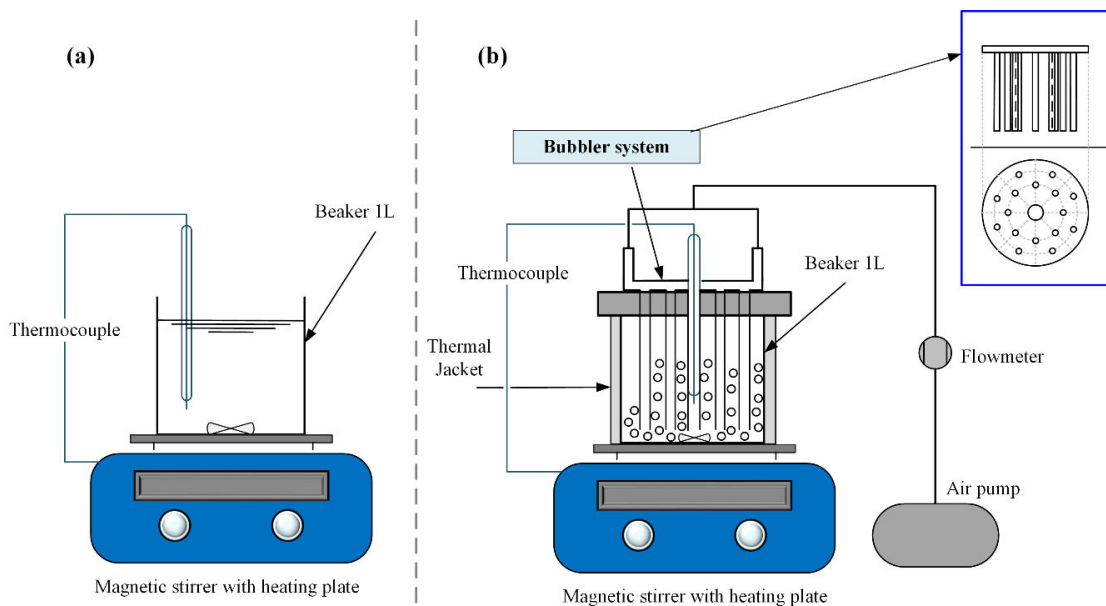 (a)
Beaker 1L
Thermocouple
Magnetic stirrer with heating plate
(b)
Bubbler system
Thermocouple
Beaker 1L
Thermal
Jacket
Flowmeter
Air pump
Magnetic stirrer with heating plate